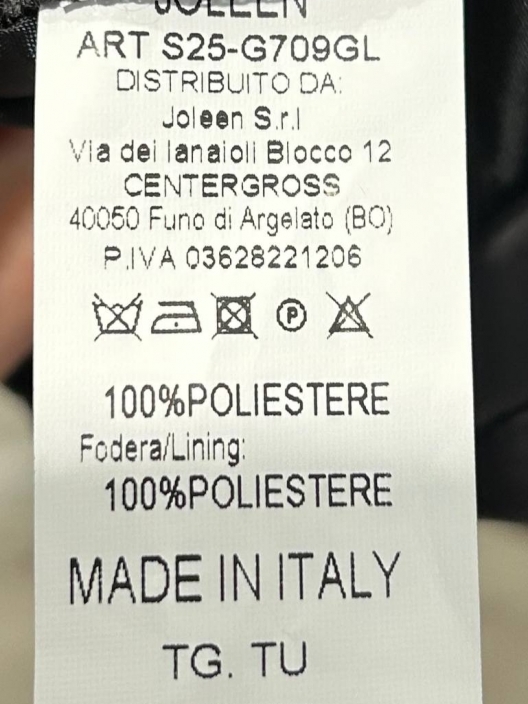 JOLEEN
ART S25-G709GL
DISTRIBUITO DA:
Joleen S.r.l
Via dei lanaioli Blocco 12
CENTERGROSS
40050 Funo di Argelato (BO)
P.IVA 03628221206
P
100%POLIESTERE
Fodera/Lining:
100%POLIESTERE
MADE IN ITALY
TG. TU